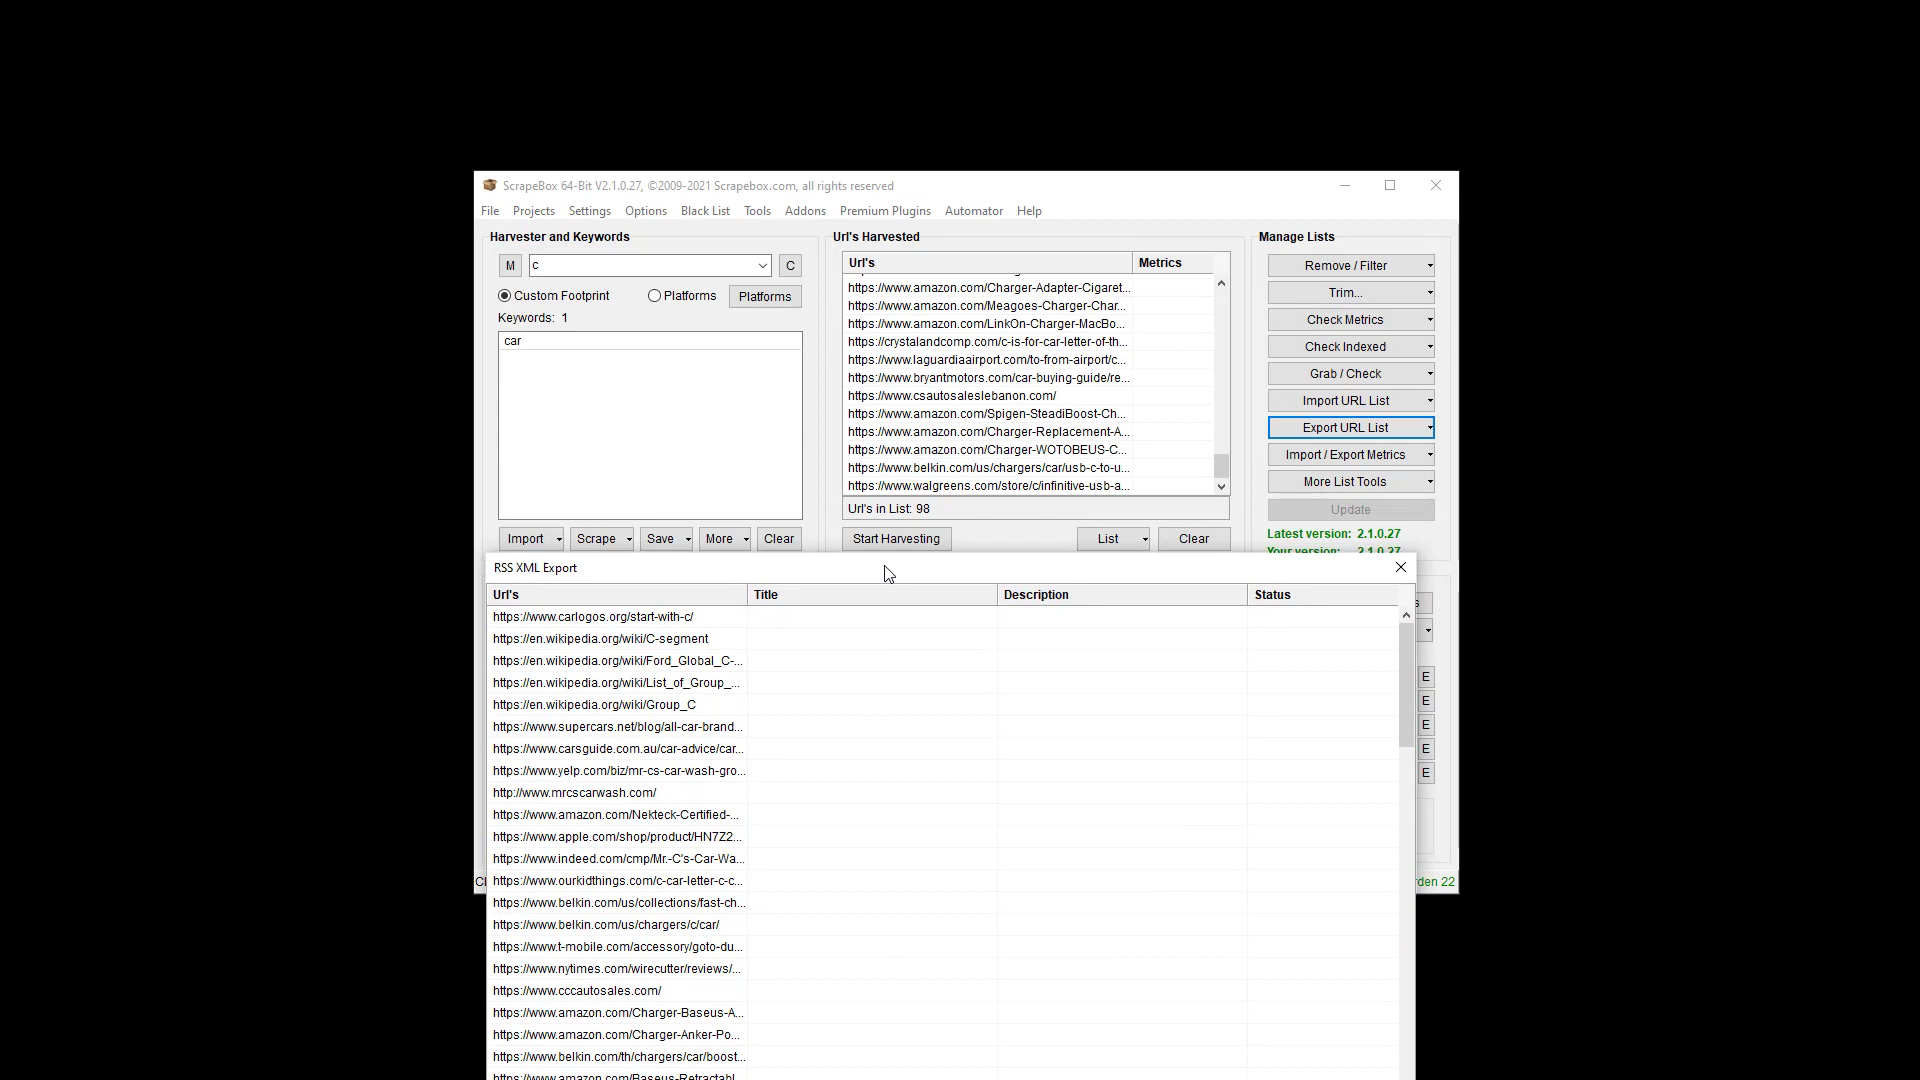 ScrapeBox 64-Bit V2.1.0.27, ©2009-2021 Scrapebox.com, all rights reserved
File Projects Settings Options Black List Tools Addons Premium Plugins Automator Help
Harvester and Keywords
M c C
Custom Footprint Platforms Platforms
Keywords: 1
car
Import Scrape Save More Clear
Url's Harvested
Url's Metrics
https://www.amazon.com/Charger-Adapter-Cigaret...
https://www.amazon.com/Meagoes-Charger-Char...
https://www.amazon.com/LinkOn-Charger-MacBo...
https://crystalandcomp.com/c-is-for-car-letter-of-th...
https://www.laguardiaairport.com/to-from-airport/c...
https://www.bryantmotors.com/car-buying-guide/re...
https://www.csautosaleslebanon.com/
https://www.amazon.com/Spigen-SteadiBoost-Ch...
https://www.amazon.com/Charger-Replacement-A...
https://www.amazon.com/Charger-WOTOBEUS-C...
https://www.belkin.com/us/chargers/car/usb-c-to-u...
https://www.walgreens.com/store/c/infinitive-usb-a...
Url's in List: 98
Start Harvesting List Clear
Manage Lists
Remove / Filter
Trim...
Check Metrics
Check Indexed
Grab / Check
Import URL List
Export URL List
Import / Export Metrics
More List Tools
Update
Latest version: 2.1.0.27
Your version: 2.1.0.27
RSS XML Export
Url's Title Description Status
https://www.carlogos.org/start-with-c/
https://en.wikipedia.org/wiki/C-segment
https://en.wikipedia.org/wiki/Ford_Global_C-...
https://en.wikipedia.org/wiki/List_of_Group_...
https://en.wikipedia.org/wiki/Group_C
https://www.supercars.net/blog/all-car-brand...
https://www.carsguide.com.au/car-advice/car...
https://www.yelp.com/biz/mr-cs-car-wash-gro...
http://www.mrcscarwash.com/
https://www.amazon.com/Nekteck-Certified-...
https://www.apple.com/shop/product/HN7Z2...
https://www.indeed.com/cmp/Mr.-C's-Car-Wa...
https://www.ourkidthings.com/c-car-letter-c-c...
https://www.belkin.com/us/collections/fast-ch...
https://www.belkin.com/us/chargers/c/car/
https://www.t-mobile.com/accessory/goto-du...
https://www.nytimes.com/wirecutter/reviews/...
https://www.cccautosales.com/
https://www.amazon.com/Charger-Baseus-A...
https://www.amazon.com/Charger-Anker-Po...
https://www.belkin.com/th/chargers/car/boost...
https://www.amazon.com/Baseus-Retractabl...
s
E
E
E
E
E
Cl
rden 22